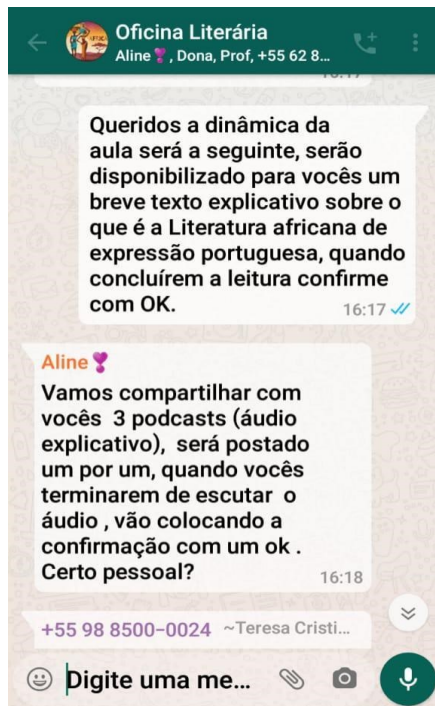 Oficina Literária
Aline❣, Dona, Prof, +55 62 8...
Queridos a dinâmica da
aula será a seguinte, serão
disponibilizado para vocês um
breve texto explicativo sobre o
que é a Literatura africana de
expressão portuguesa, quando
concluírem a leitura confirme
com OK.
16:17
Aline❣
Vamos compartilhar com
vocês 3 podcasts (áudio
explicativo), será postado
um por um, quando vocês
terminarem de escutar o
áudio , vão colocando a
confirmação com um ok .
Certo pessoal?
16:18
+55 98 8500-0024 ~Teresa Cristi...
Digite uma me...